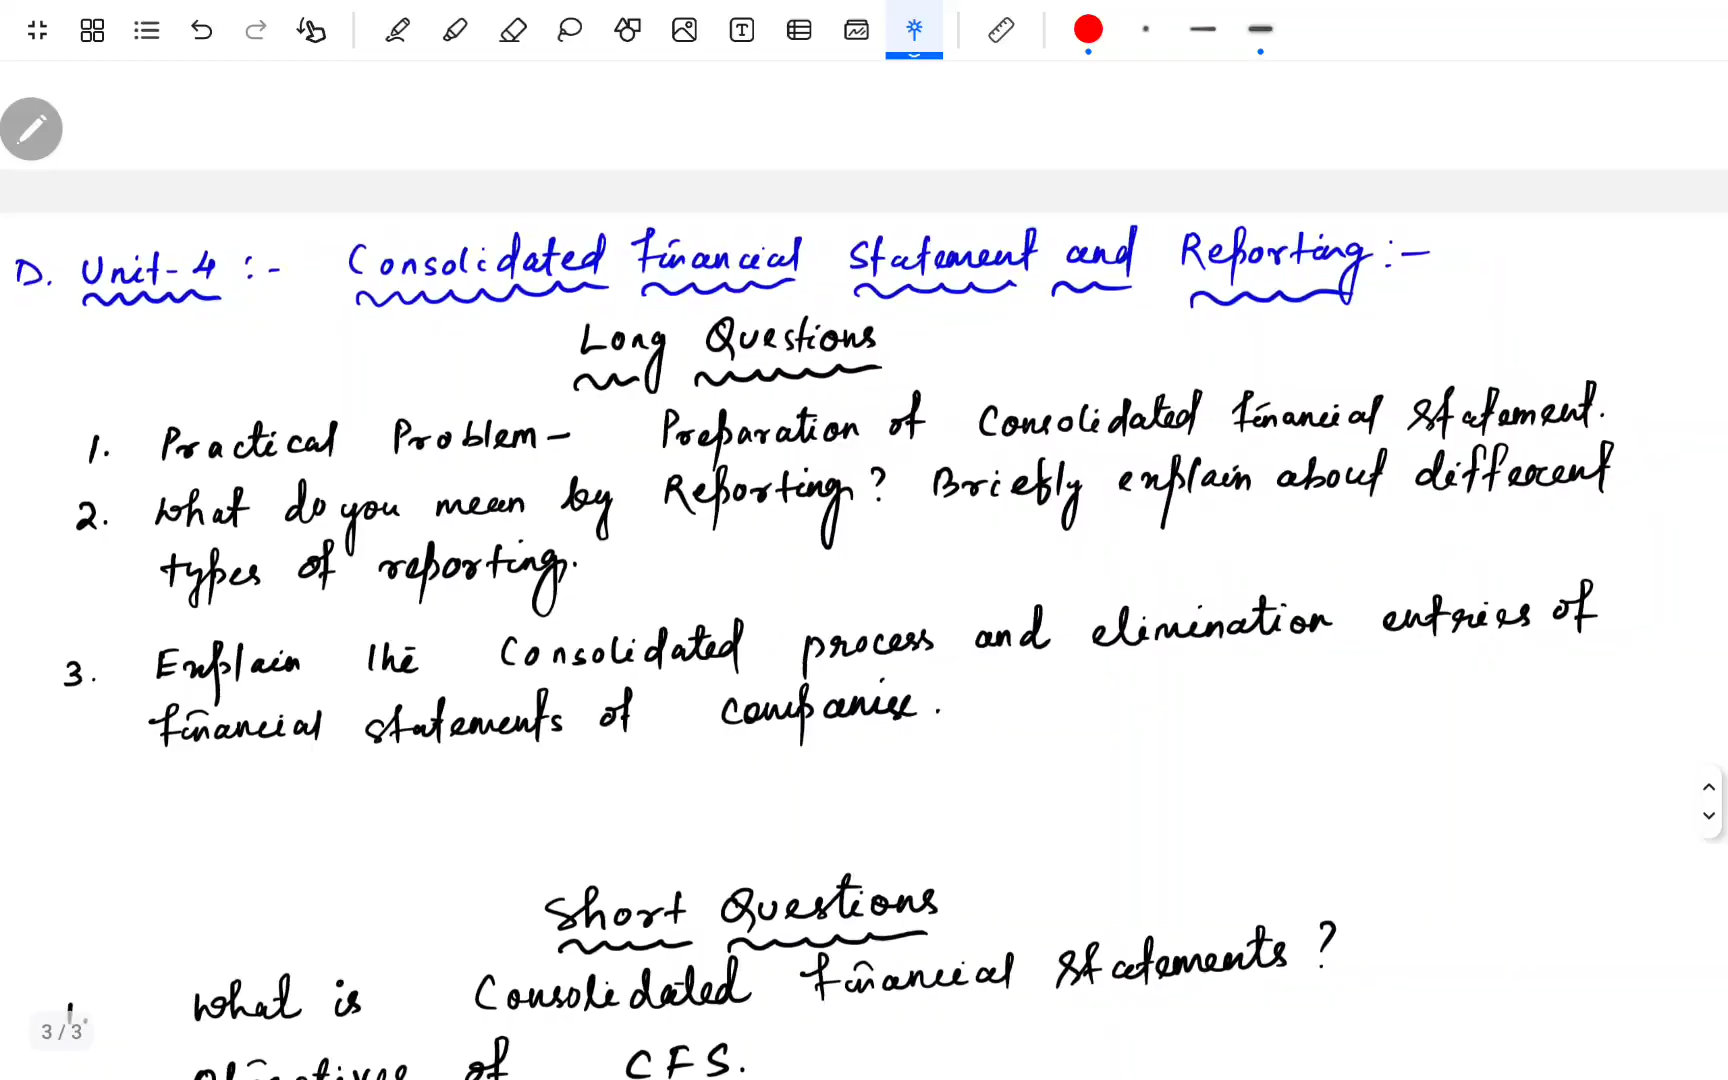 D. Unit-4 :- Consolidated Financial Statement and Reporting:-
Long Questions
1. Practical Problem- Preparation of Consolidated Financial Statement.
2. What do you mean by Reporting? Briefly explain about different
types of reporting.
3. Explain the Consolidated process and elimination entries of
financial statements of companies.
Short Questions
1. What is Consolidated Financial Statements?
3/3
Objectives of CFS.